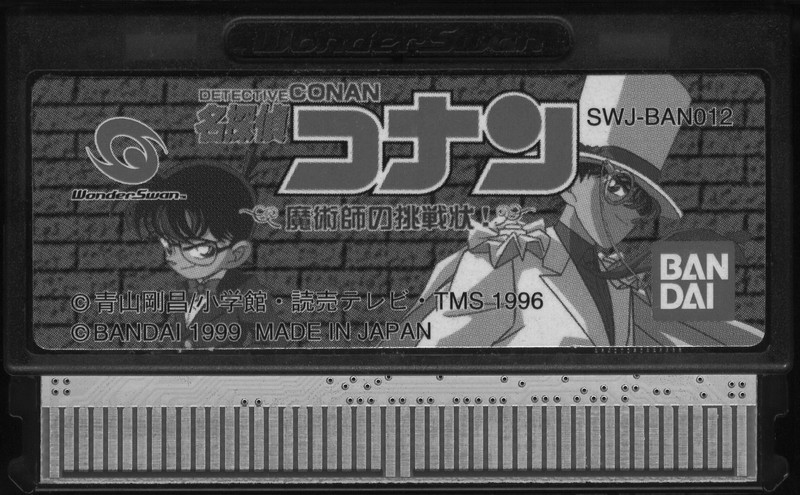 WonderSwan
DETECTIVE CONAN
名探偵
コナン
SWJ-BAN012
WonderSwan™
魔術師の挑戦状!
BAN
DAI
© 青山剛昌/小学館・読売テレビ・TMS 1996
© BANDAI 1999 MADE IN JAPAN